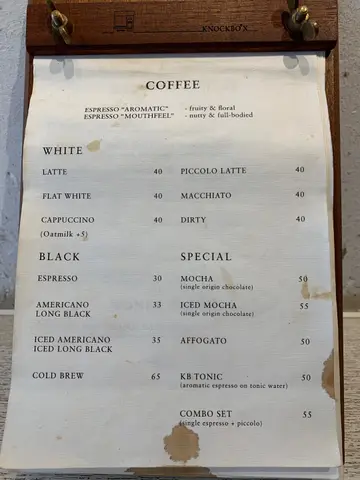 KNOCKBOX
COFFEE
ESPRESSO "AROMATIC" - fruity & floral
ESPRESSO "MOUTHFEEL" - nutty & full-bodied
WHITE
LATTE 40
FLAT WHITE 40
CAPPUCCINO 40
(Oatmilk +5)
PICCOLO LATTE 40
MACCHIATO 40
DIRTY 40
BLACK
ESPRESSO 30
AMERICANO 33
LONG BLACK
ICED AMERICANO 35
ICED LONG BLACK
COLD BREW 65
SPECIAL
MOCHA 50
(single origin chocolate)
ICED MOCHA 55
(single origin chocolate)
AFFOGATO 50
KB TONIC 50
(aromatic espresso on tonic water)
COMBO SET 55
(single espresso + piccolo)